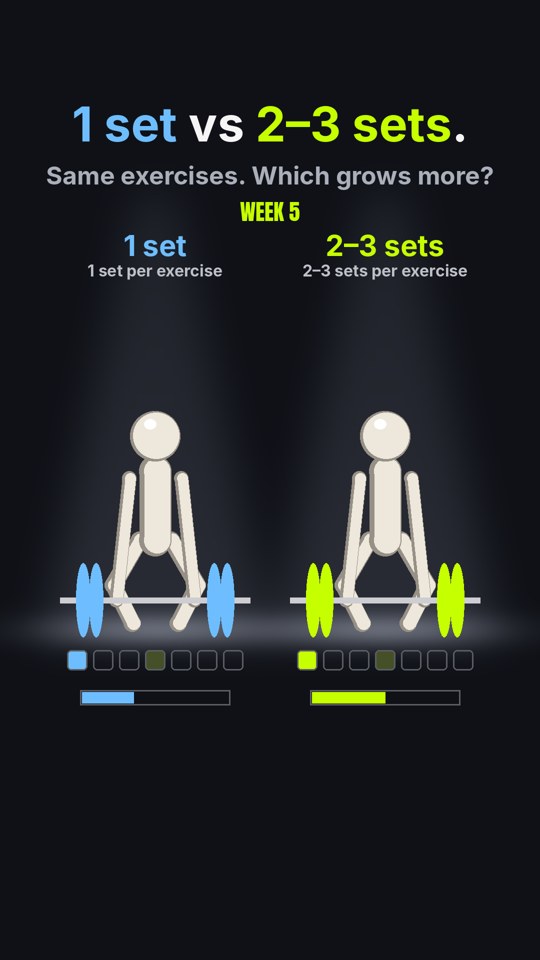 1 set vs 2–3 sets.
Same exercises. Which grows more?
WEEK 5
1 set
1 set per exercise
2–3 sets
2–3 sets per exercise